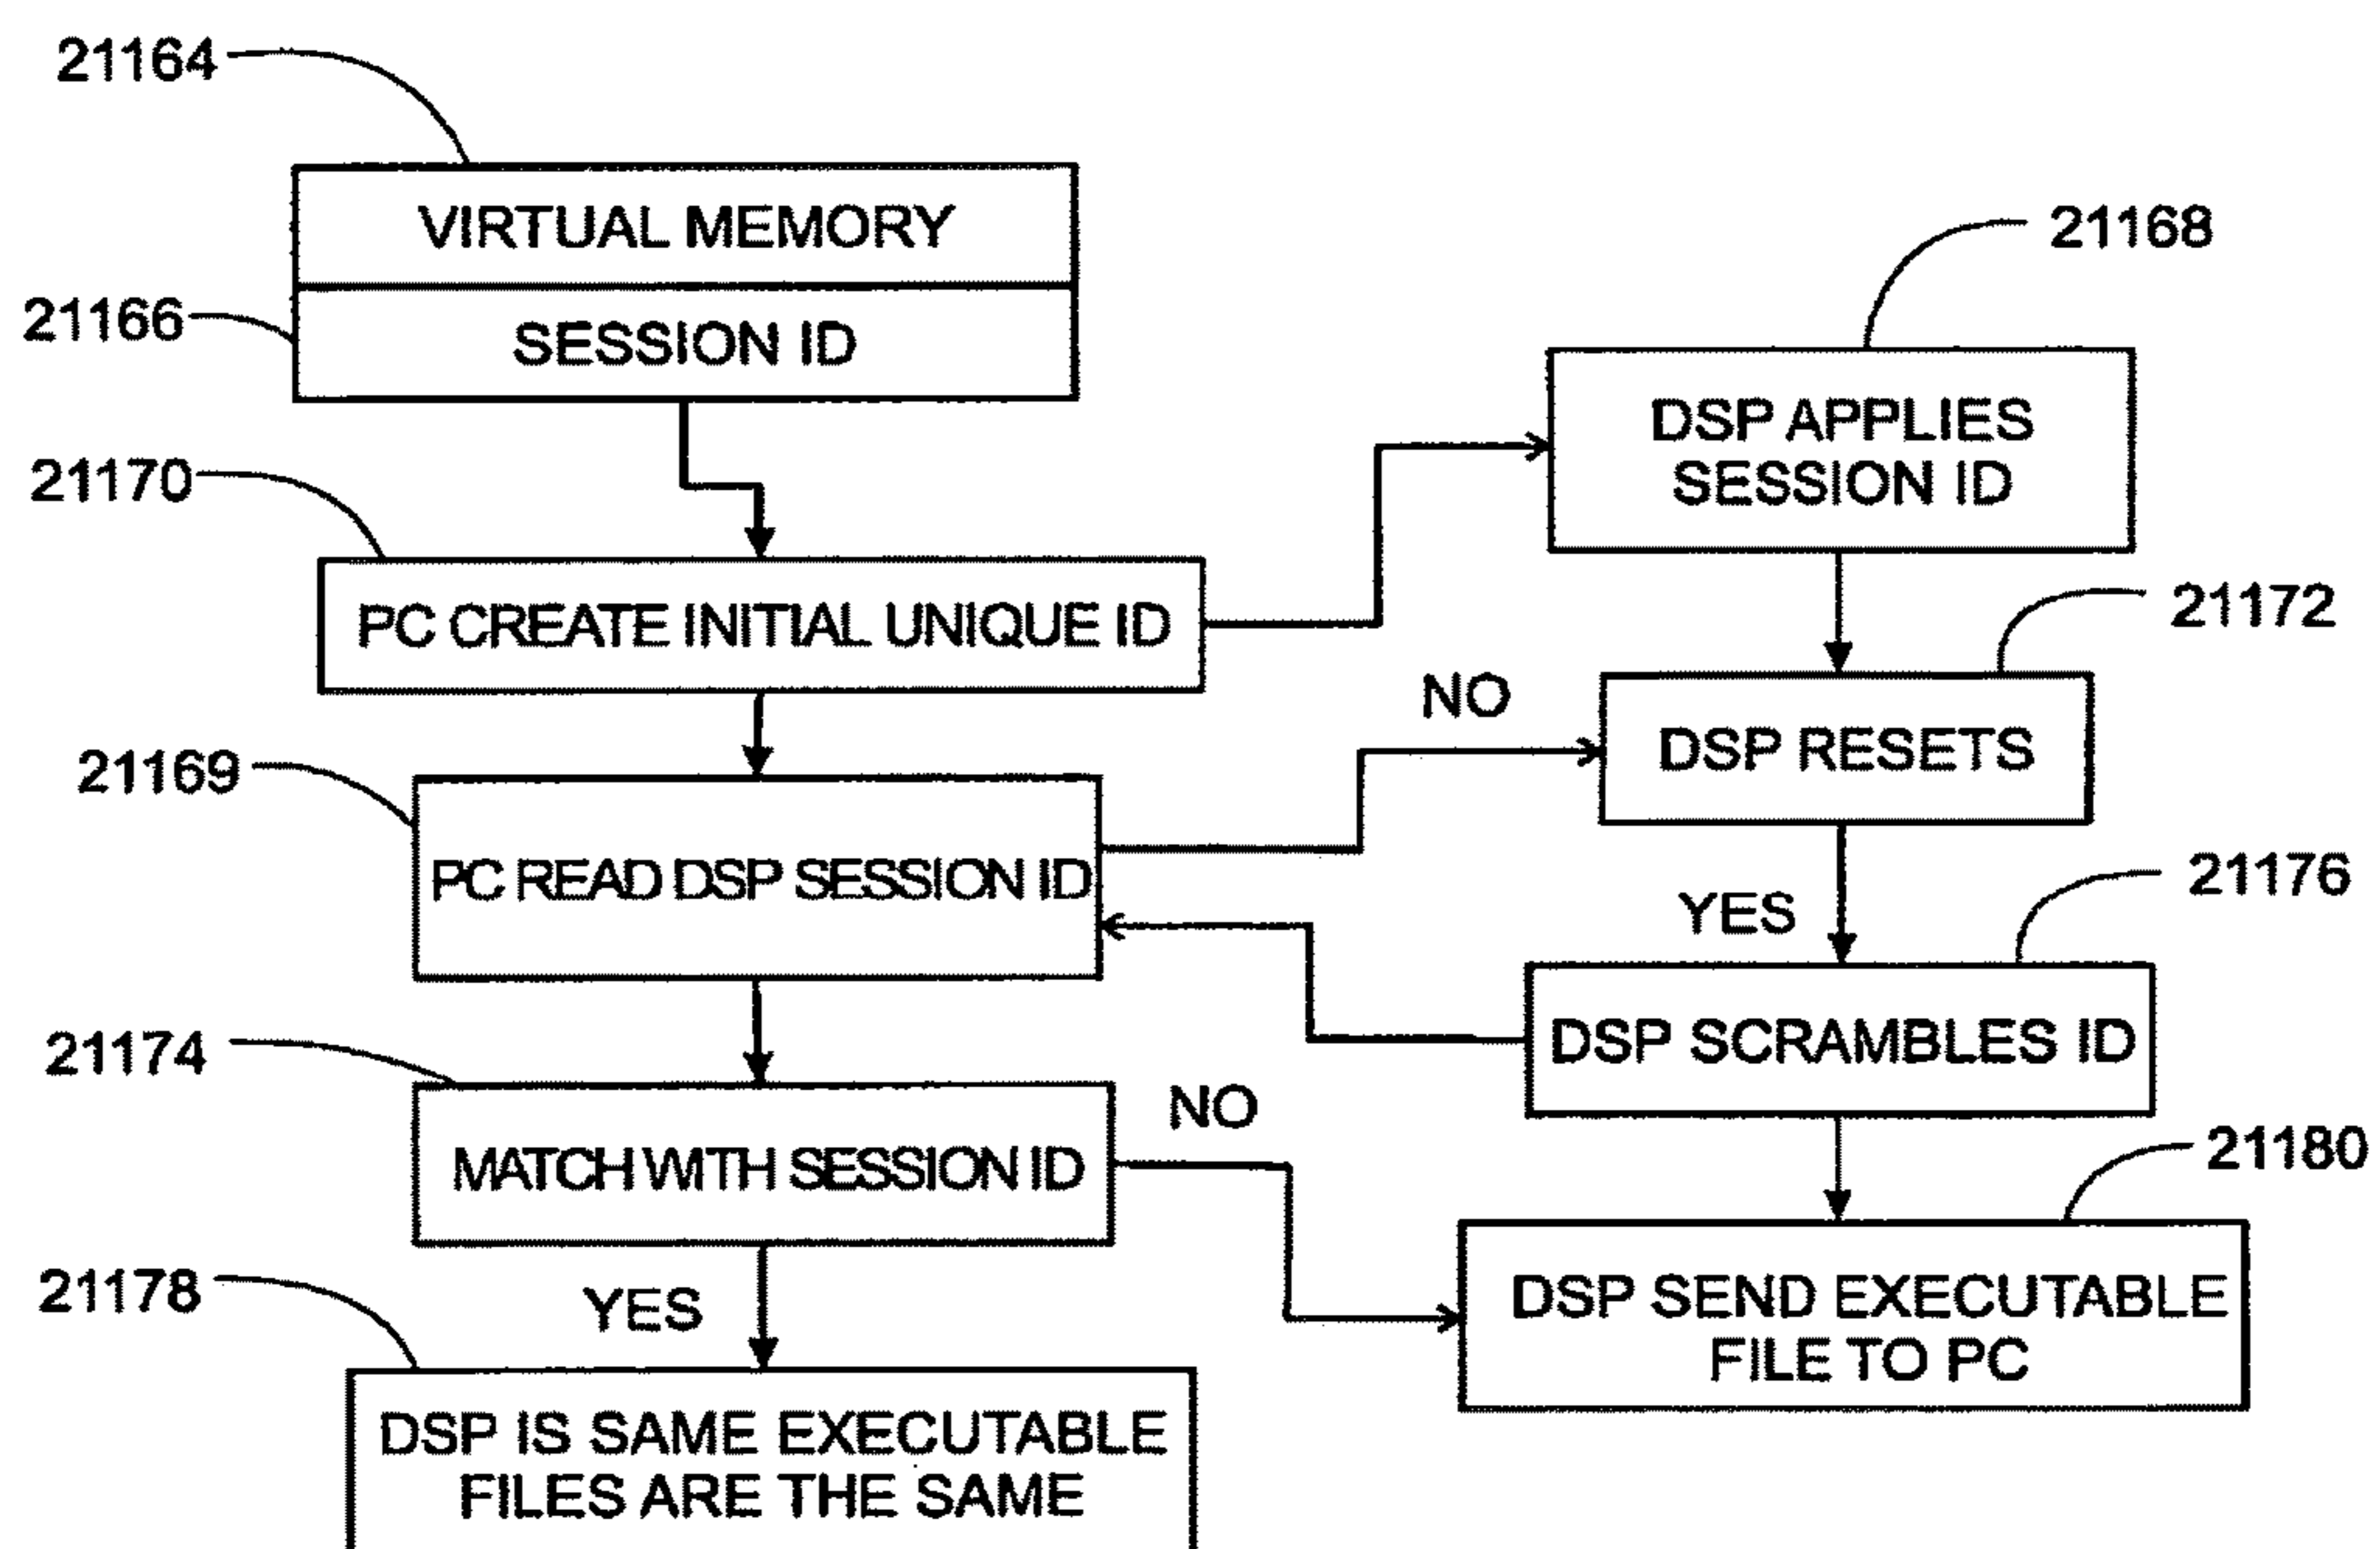 21164
VIRTUAL MEMORY
21168
21166
SESSION ID
DSP APPLIES
SESSION ID
21170
PC CREATE INITIAL UNIQUE ID
21172
NO
DSP RESETS
21169
PC READ DSP SESSION ID
21176
YES
DSP SCRAMBLES ID
21174
NO
MATCH WITH SESSION ID
21180
21178
YES
DSP SEND EXECUTABLE
FILE TO PC
DSP IS SAME EXECUTABLE
FILES ARE THE SAME